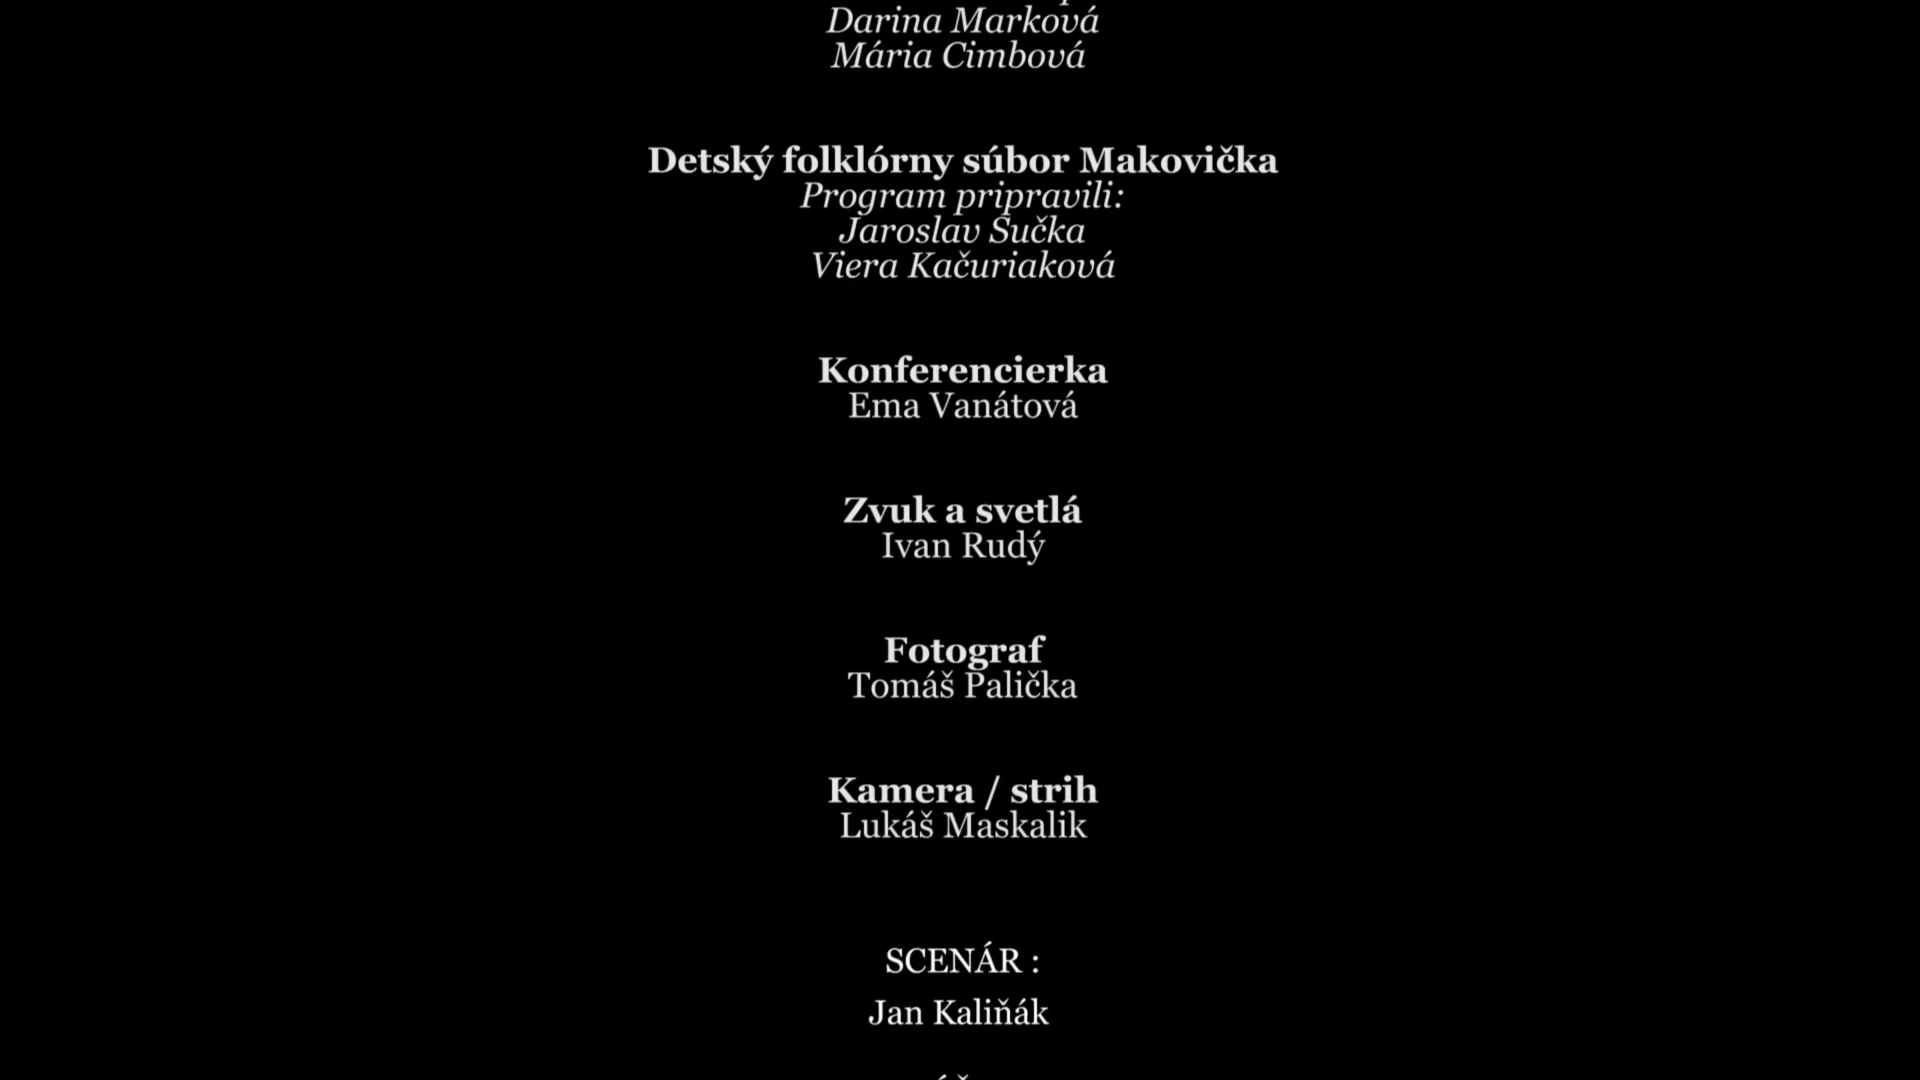 Darina Marková
Mária Cimbová
Detský folklórny súbor Makovička
Program pripravili:
Jaroslav Sučka
Viera Kačuriaková
Konferencierka
Ema Vanátová
Zvuk a svetlá
Ivan Rudý
Fotograf
Tomáš Palička
Kamera / strih
Lukáš Maskalik
SCENÁR :
Jan Kaliňák